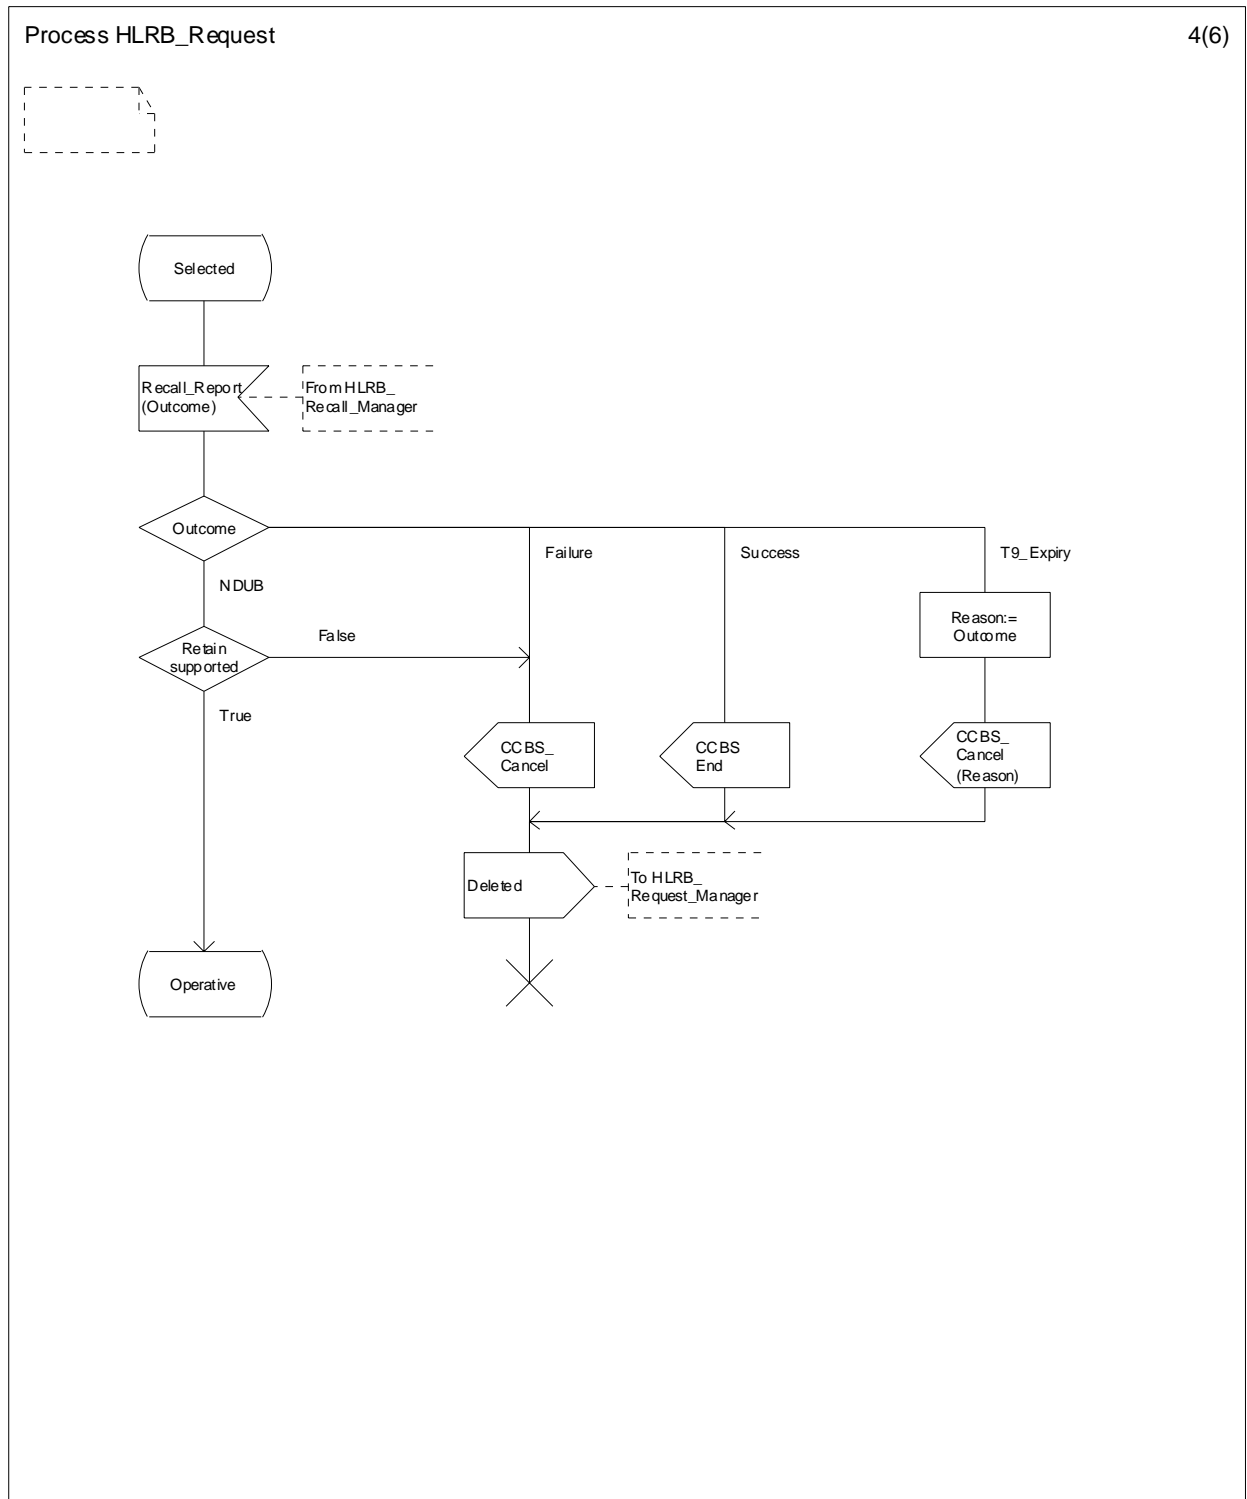 Process HLRB_Request
4(6)
Selected
Recall_Report
(Outcome)
From HLRB_
Recall_Manager
Outcome
Failure
Success
T9_Expiry
NDUB
Reason:=
Outcome
Retain
supported
False
True
CCBS_
Cancel
CCBS
End
CCBS_
Cancel
(Reason)
Deleted
To HLRB_
Request_Manager
Operative